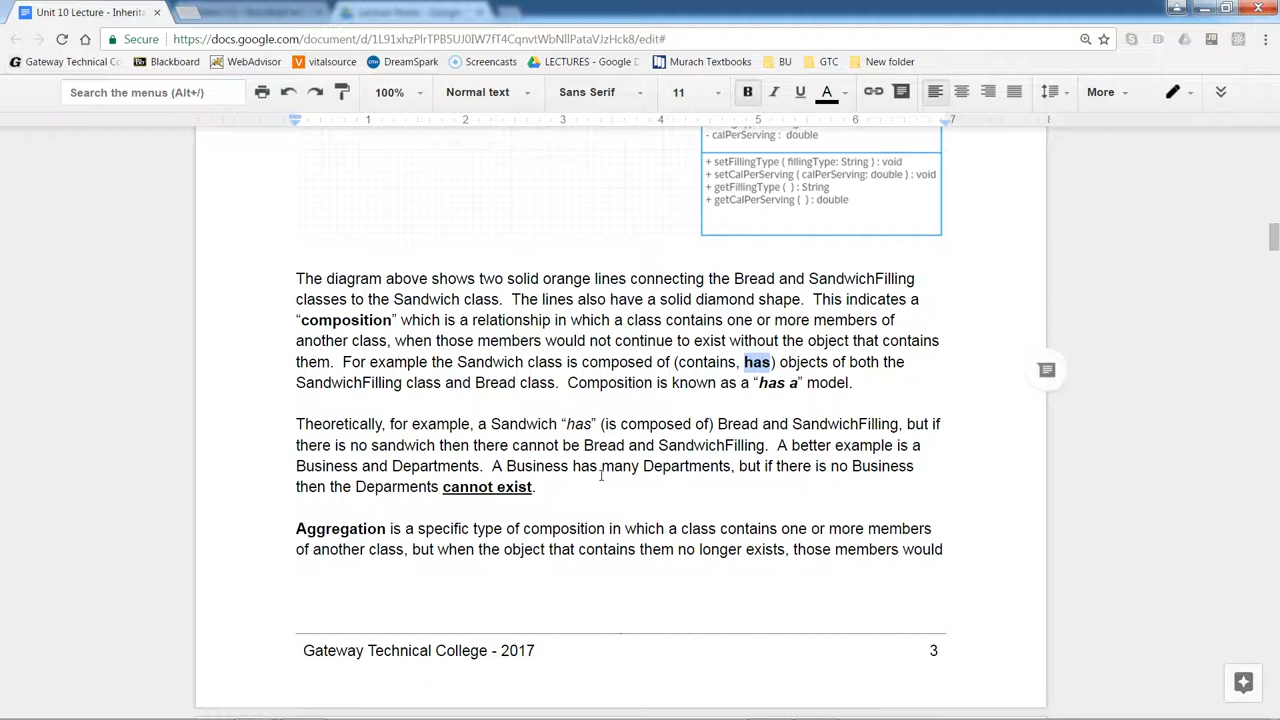 Unit 10 Lecture - Inherita
Secure
https://docs.google.com/document/d/1L91xhzPlrTPB5UJ0IW7fT4CqnvtWbNllPataVJzHck8/edit#
Gateway Technical Co
Blackboard
WebAdvisor
vitalsource
DreamSpark
Screencasts
LECTURES - Google D
Murach Textbooks
BU
GTC
New folder
Search the menus (Alt+/)
100%
Normal text
Sans Serif
11
B
I
U
A
More
1 2 3 4 5 6 7
- calPerServing : double
+ setFillingType ( fillingType: String ) : void
+ setCalPerServing ( calPerServing: double ) : void
+ getFillingType ( ) : String
+ getCalPerServing ( ) : double
The diagram above shows two solid orange lines connecting the Bread and SandwichFilling
classes to the Sandwich class. The lines also have a solid diamond shape. This indicates a
“composition” which is a relationship in which a class contains one or more members of
another class, when those members would not continue to exist without the object that contains
them. For example the Sandwich class is composed of (contains, has) objects of both the
SandwichFilling class and Bread class. Composition is known as a “has a” model.
Theoretically, for example, a Sandwich “has” (is composed of) Bread and SandwichFilling, but if
there is no sandwich then there cannot be Bread and SandwichFilling. A better example is a
Business and Departments. A Business has many Departments, but if there is no Business
then the Deparments cannot exist.
Aggregation is a specific type of composition in which a class contains one or more members
of another class, but when the object that contains them no longer exists, those members would
Gateway Technical College - 2017
3